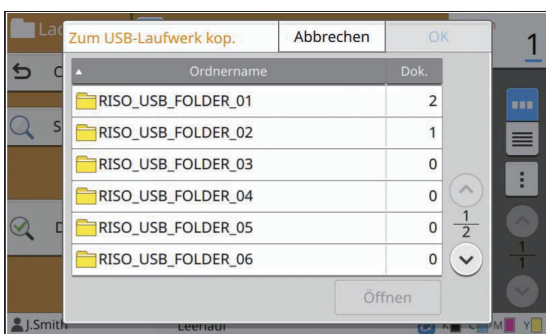 Lad
Zum USB-Laufwerk kop. Abbrechen OK
1
Ordnername Dok.
RISO_USB_FOLDER_01 2
RISO_USB_FOLDER_02 1
RISO_USB_FOLDER_03 0
RISO_USB_FOLDER_04 0
RISO_USB_FOLDER_05 0
RISO_USB_FOLDER_06 0
1
2
1
1
Öffnen
J.Smith Leerlauf K C M Y